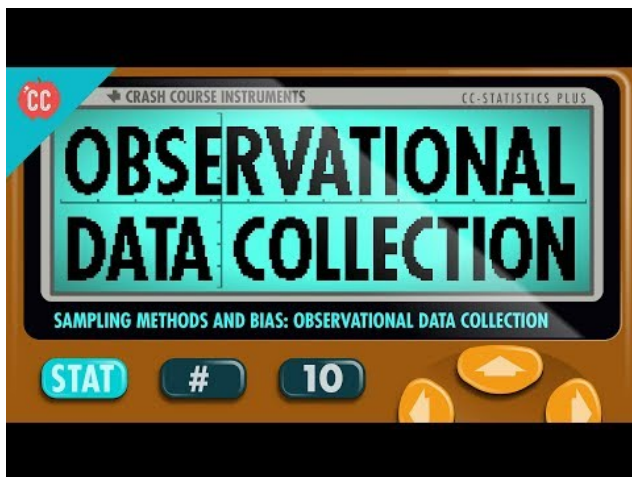 CC
CRASH COURSE INSTRUMENTS
CC-STATISTICS PLUS
OBSERVATIONAL
DATA COLLECTION
SAMPLING METHODS AND BIAS: OBSERVATIONAL DATA COLLECTION
STAT
#
10